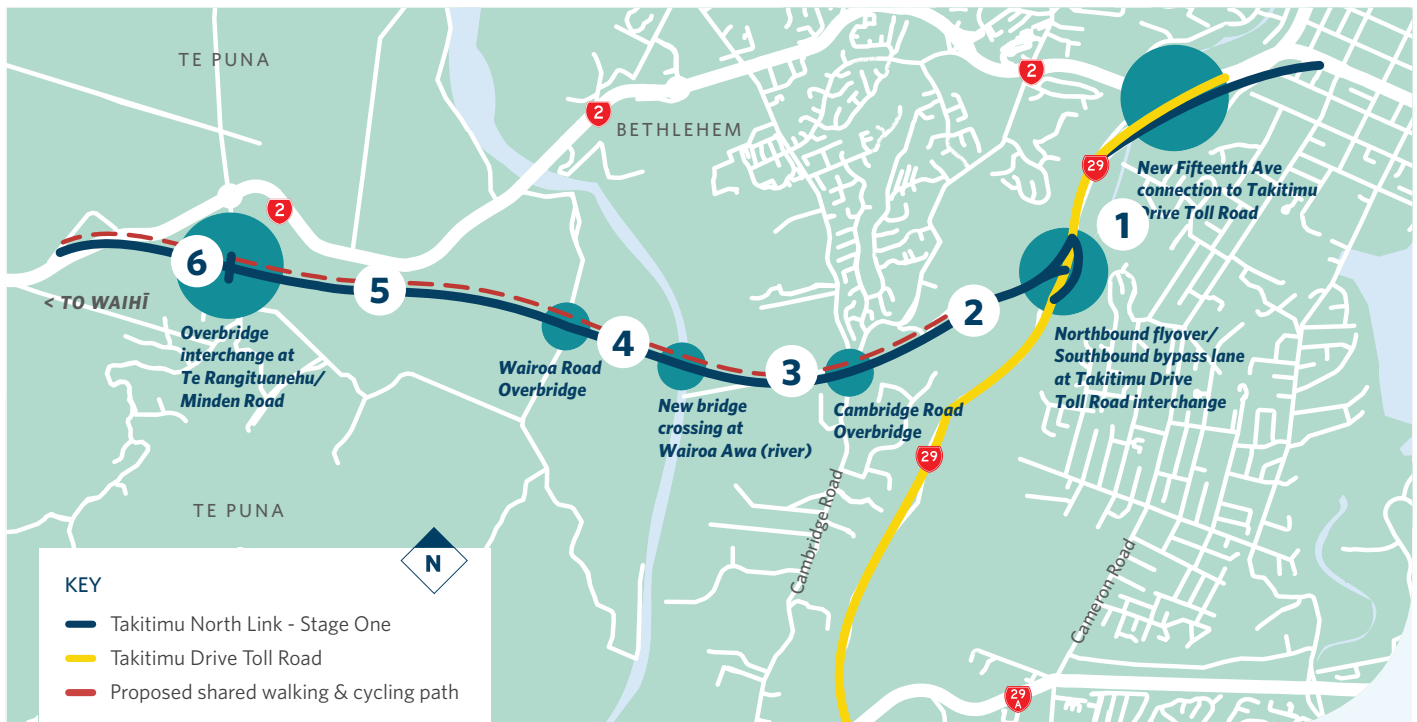 TE PUNA
2
2
2
BETHLEHEM
29
New Fifteenth Ave
connection to Takitimu
Drive Toll Road
1
6
5
4
3
2
< TO WAIHĪ
Overbridge
interchange at
Te Rangituanehu/
Minden Road
Wairoa Road
Overbridge
New bridge
crossing at
Wairoa Awa (river)
Cambridge Road
Overbridge
Northbound flyover/
Southbound bypass lane
at Takitimu Drive
Toll Road interchange
29
TE PUNA
Cambridge Road
Cameron Road
29
A
N
KEY
Takitimu North Link - Stage One
Takitimu Drive Toll Road
Proposed shared walking & cycling path